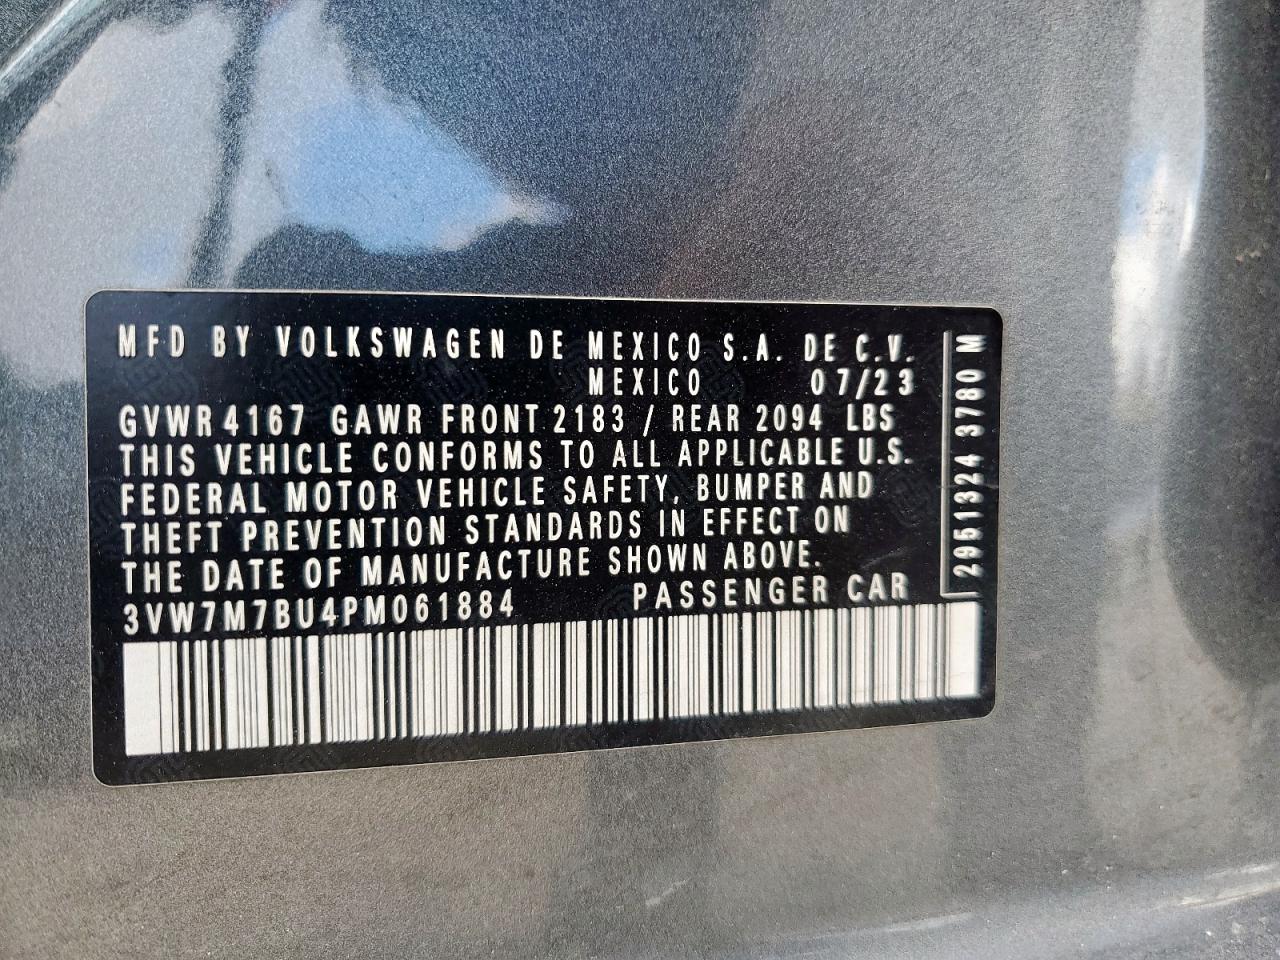 MFD BY VOLKSWAGEN DE MEXICO S.A. DE C.V.
MEXICO 07/23
GVWR 4167 GAWR FRONT 2183 / REAR 2094 LBS
THIS VEHICLE CONFORMS TO ALL APPLICABLE U.S.
FEDERAL MOTOR VEHICLE SAFETY, BUMPER AND
THEFT PREVENTION STANDARDS IN EFFECT ON
THE DATE OF MANUFACTURE SHOWN ABOVE.
3VW7M7BU4PM061884 PASSENGER CAR
2951324 3780 M